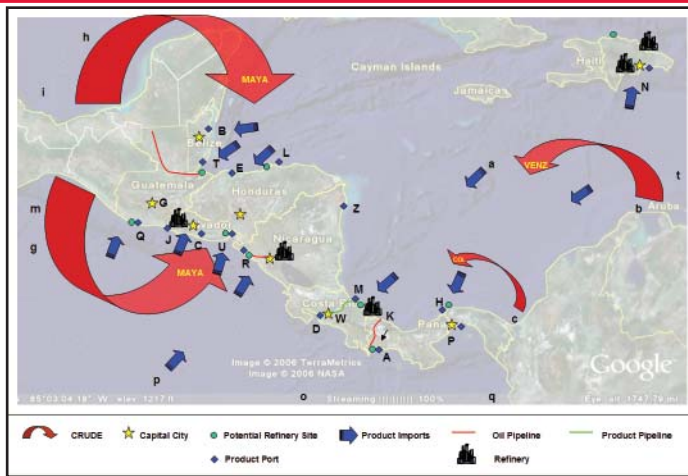 h
i
MAYA
Cayman Islands
Haiti
N
Jamaica
B
Belize
T
E
L
a
VENZ
t
b
Aruba
Guatemala
G
Honduras
m
g
Q
J
C
U
Z
Nicaragua
R
MAYA
M
COL
H
Costa
K
D
W
Pana
P
c
A
p
Image © 2006 TerraMetrics
Image © 2006 NASA
Google
o
q
Streaming |||||||||| 100%
CRUDE
Capital City
Potential Refinery Site
Product Imports
Oil Pipeline
Product Pipeline
Product Port
Refinery